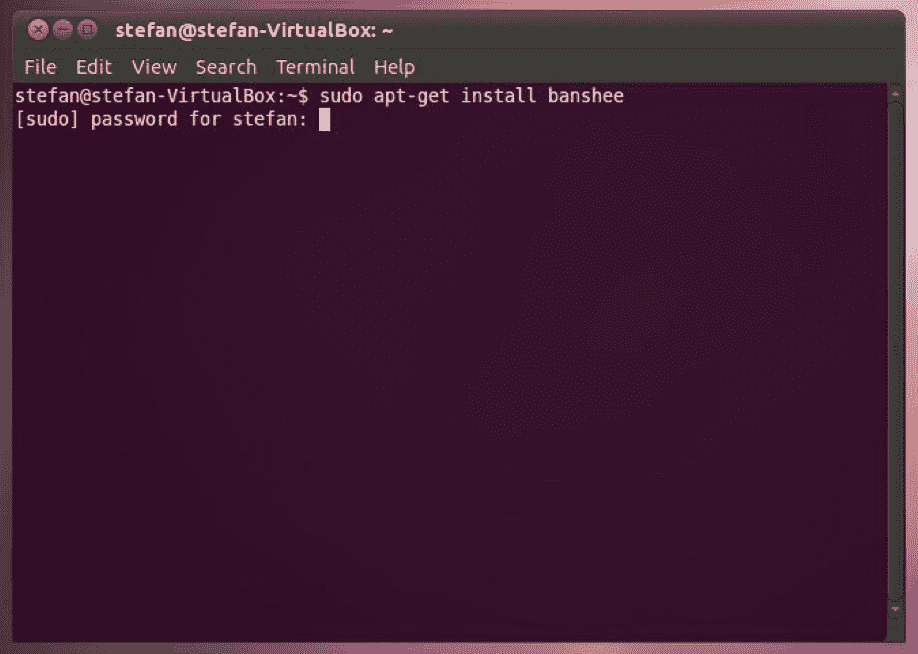 stefan@stefan-VirtualBox: ~
File Edit View Search Terminal Help
stefan@stefan-VirtualBox:~$ sudo apt-get install banshee
[sudo] password for stefan: